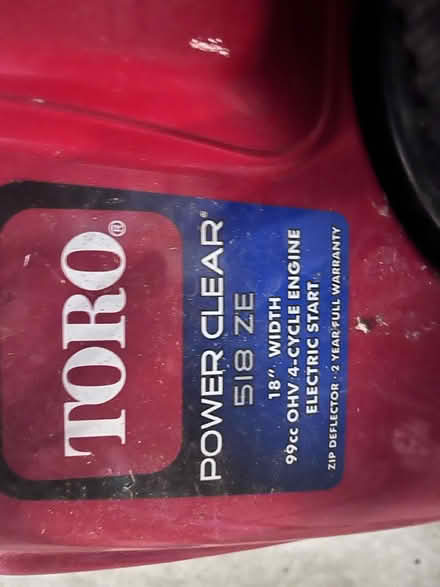 TORO®
POWER CLEAR®
518 ZE
18" WIDTH
99cc OHV 4-CYCLE ENGINE
ELECTRIC START
ZIP DEFLECTOR · 2 YEAR FULL WARRANTY